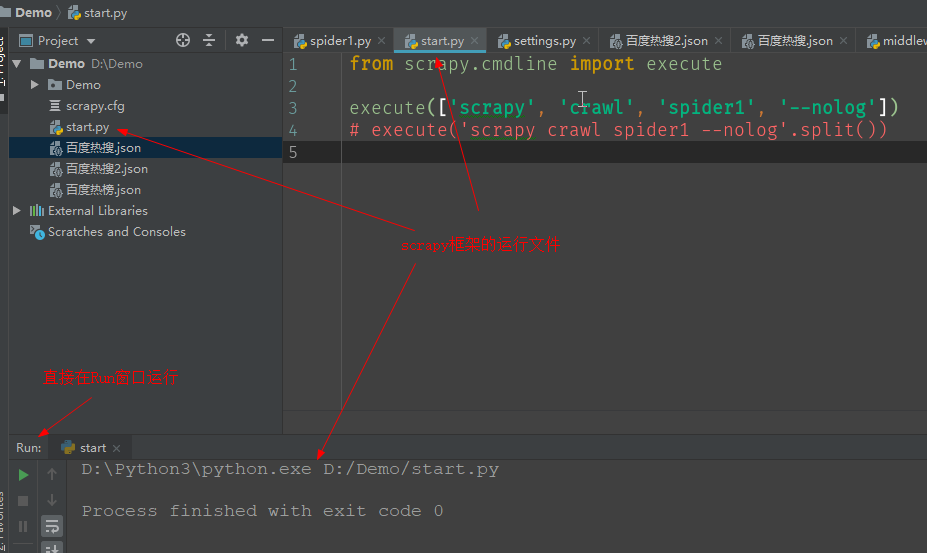 Demo start.py
Project
spider1.py start.py settings.py 百度热搜2.json 百度热搜.json middlew
Demo D:\Demo
Demo
scrapy.cfg
start.py
百度热搜.json
百度热搜2.json
百度热榜.json
External Libraries
Scratches and Consoles
1 from scrapy.cmdline import execute
2
3 execute(['scrapy', 'crawl', 'spider1', '--nolog'])
4 # execute('scrapy crawl spider1 --nolog'.split())
5
scrapy框架的运行文件
直接在Run窗口运行
Run: start
D:\Python3\python.exe D:/Demo/start.py
Process finished with exit code 0